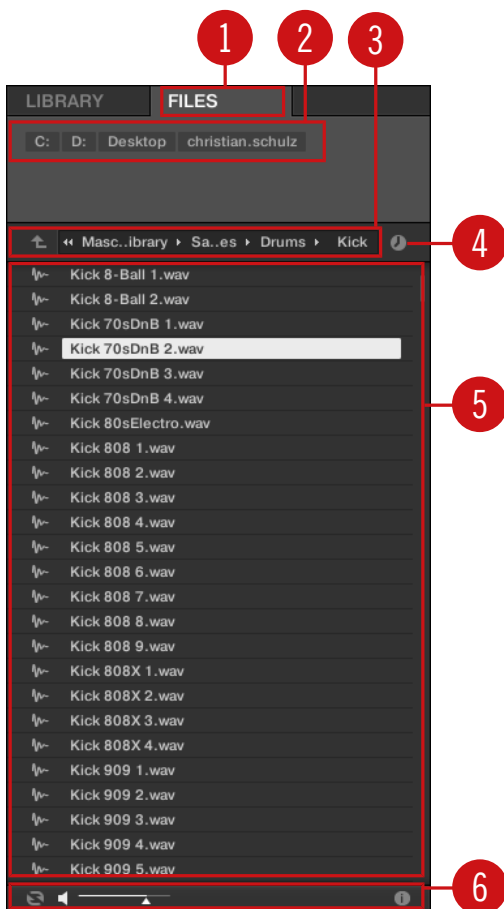 1 2 3
LIBRARY FILES
C: D: Desktop christian.schulz
Masc..ibrary Sa..es Drums Kick
4
Kick 8-Ball 1.wav
Kick 8-Ball 2.wav
Kick 70sDnB 1.wav
Kick 70sDnB 2.wav
Kick 70sDnB 3.wav
Kick 70sDnB 4.wav
5
Kick 80sElectro.wav
Kick 808 1.wav
Kick 808 2.wav
Kick 808 3.wav
Kick 808 4.wav
Kick 808 5.wav
Kick 808 6.wav
Kick 808 7.wav
Kick 808 8.wav
Kick 808 9.wav
Kick 808X 1.wav
Kick 808X 2.wav
Kick 808X 3.wav
Kick 808X 4.wav
Kick 909 1.wav
Kick 909 2.wav
Kick 909 3.wav
Kick 909 4.wav
Kick 909 5.wav
6